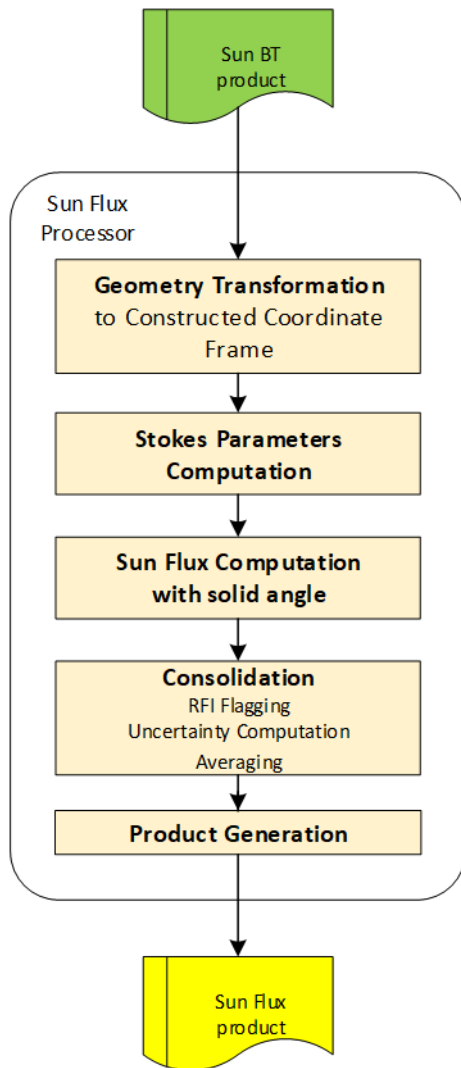 Sun BT
product
Sun Flux
Processor
Geometry Transformation
to Constructed Coordinate
Frame
Stokes Parameters
Computation
Sun Flux Computation
with solid angle
Consolidation
RFI Flagging
Uncertainty Computation
Averaging
Product Generation
Sun Flux
product